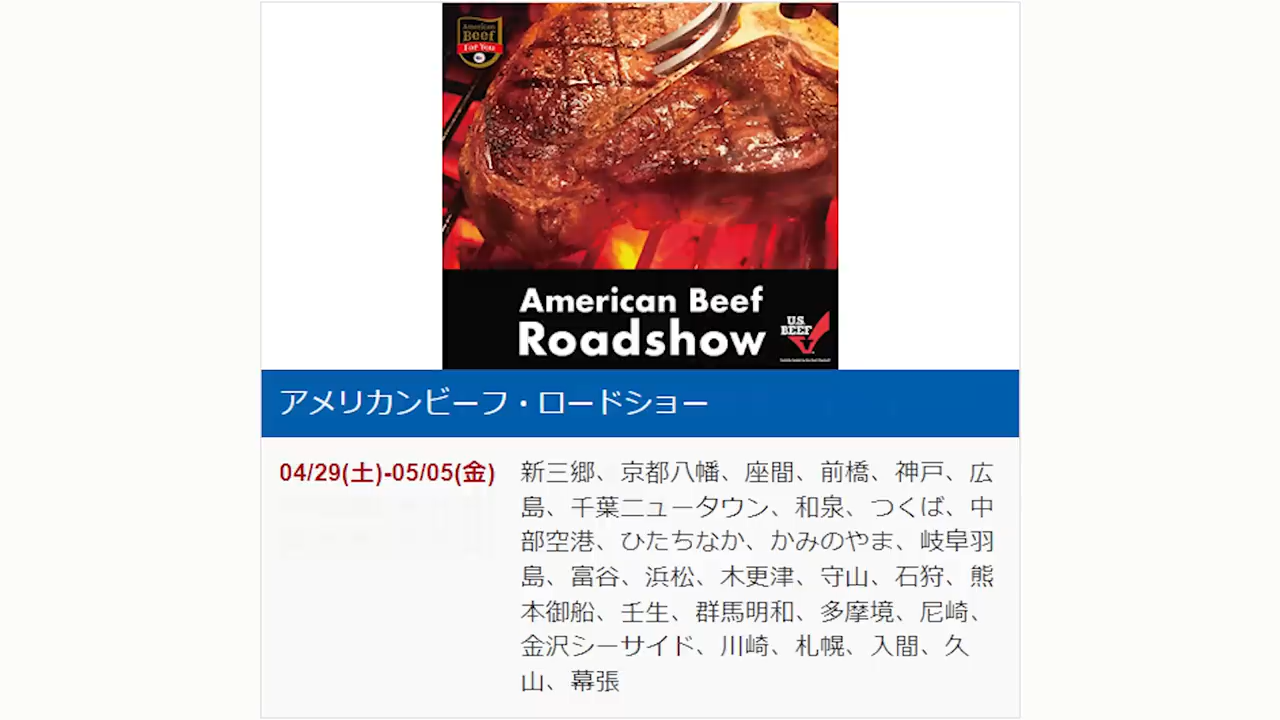 American
Beef
For You
American Beef
Roadshow
U.S.
BEEF
アメリカンビーフ・ロードショー
04/29(土)-05/05(金)
新三郷、京都八幡、座間、前橋、神戸、広
島、千葉ニュータウン、和泉、つくば、中
部空港、ひたちなか、かみのやま、岐阜羽
島、富谷、浜松、木更津、守山、石狩、熊
本御船、壬生、群馬明和、多摩境、尼崎、
金沢シーサイド、川崎、札幌、入間、久
山、幕張